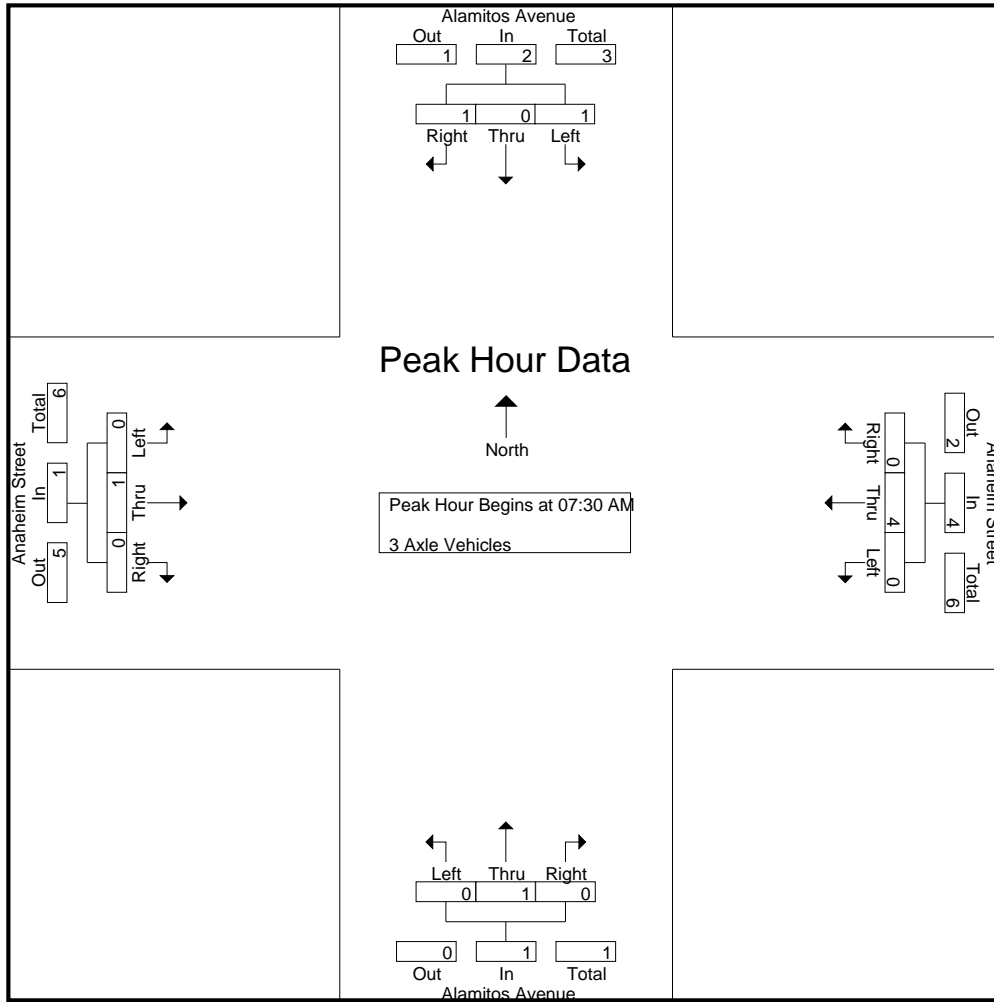 Alamitos Avenue
Out In Total
1 2 3
1 0 1
Right Thru Left
Peak Hour Data
North
Peak Hour Begins at 07:30 AM
3 Axle Vehicles
Anaheim Street
Out In Total
5 1 6
Left Thru Right
0 1 0
Anaheim Street
Out In Total
2 4 6
Right Thru Left
0 4 0
Left Thru Right
0 1 0
0 1 1
Out In Total
Alamitos Avenue